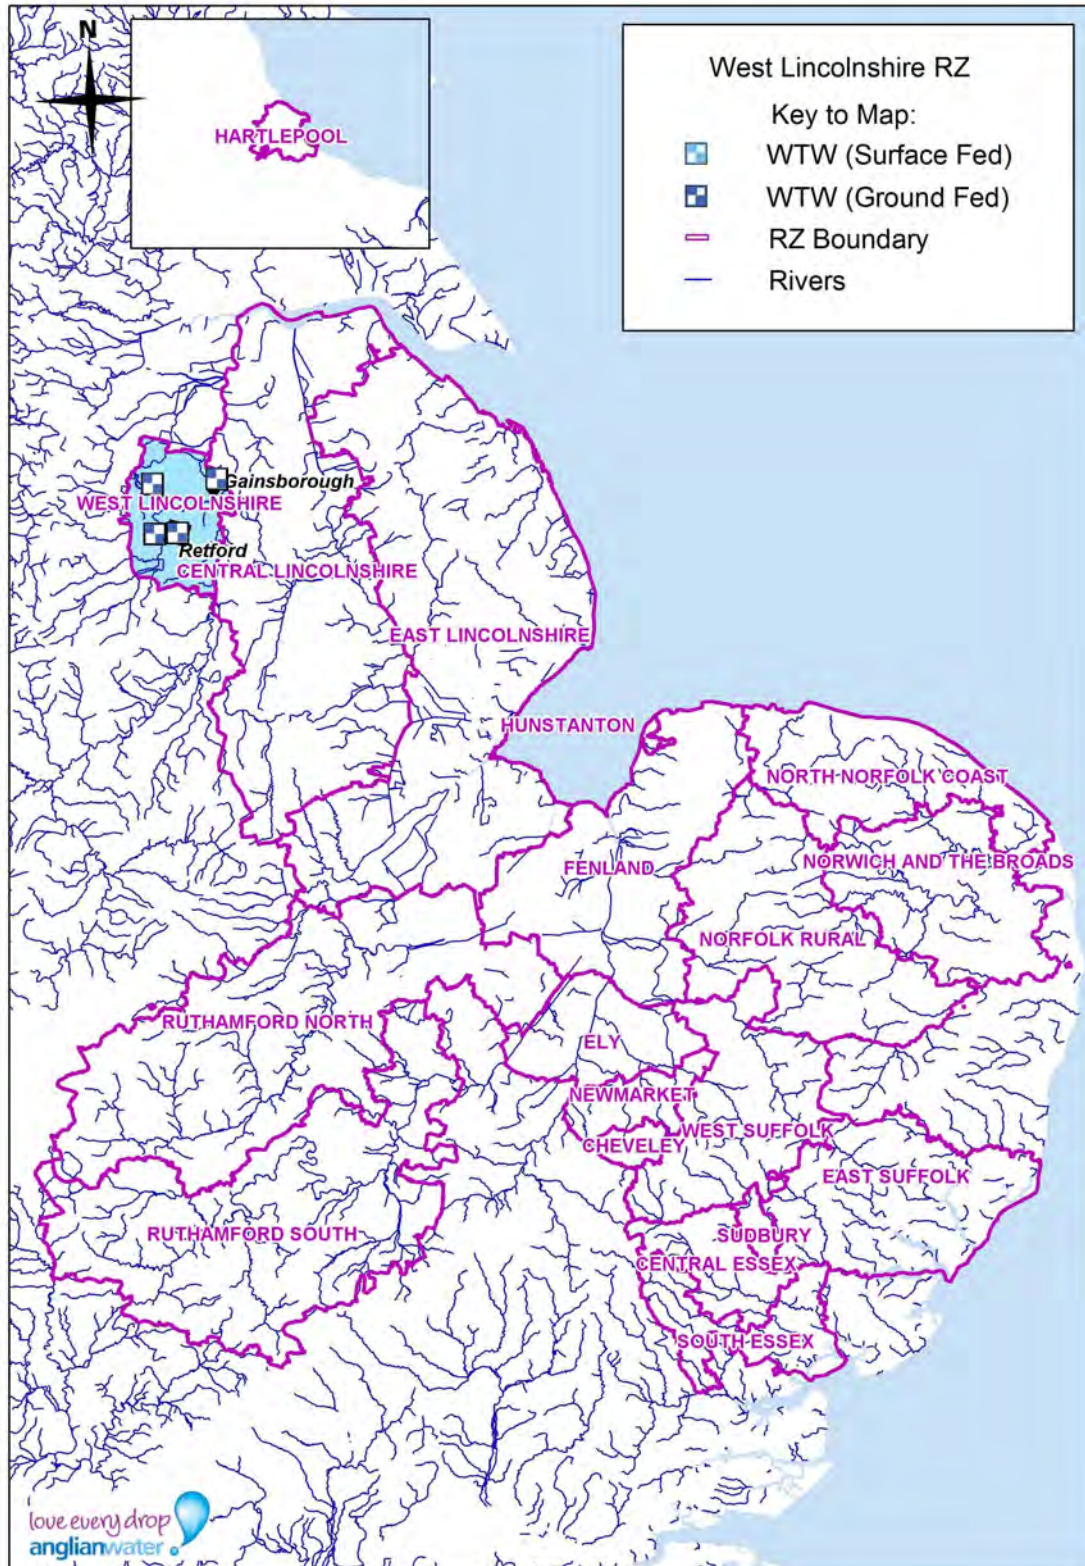 N
HARTLEPOOL
West Lincolnshire RZ
Key to Map:
WTW (Surface Fed)
WTW (Ground Fed)
RZ Boundary
Rivers
Gainsborough
WEST LINCOLNSHIRE
Retford
CENTRAL LINCOLNSHIRE
EAST LINCOLNSHIRE
HUNSTANTON
NORTH NORFOLK COAST
FENLAND
NORWICH AND THE BROADS
NORFOLK RURAL
RUTHAMFORD NORTH
ELY
NEWMARKET
WEST SUFFOLK
CHEVELEY
EAST SUFFOLK
RUTHAMFORD SOUTH
SUDBURY
CENTRAL ESSEX
SOUTH ESSEX
love every drop
anglianwater